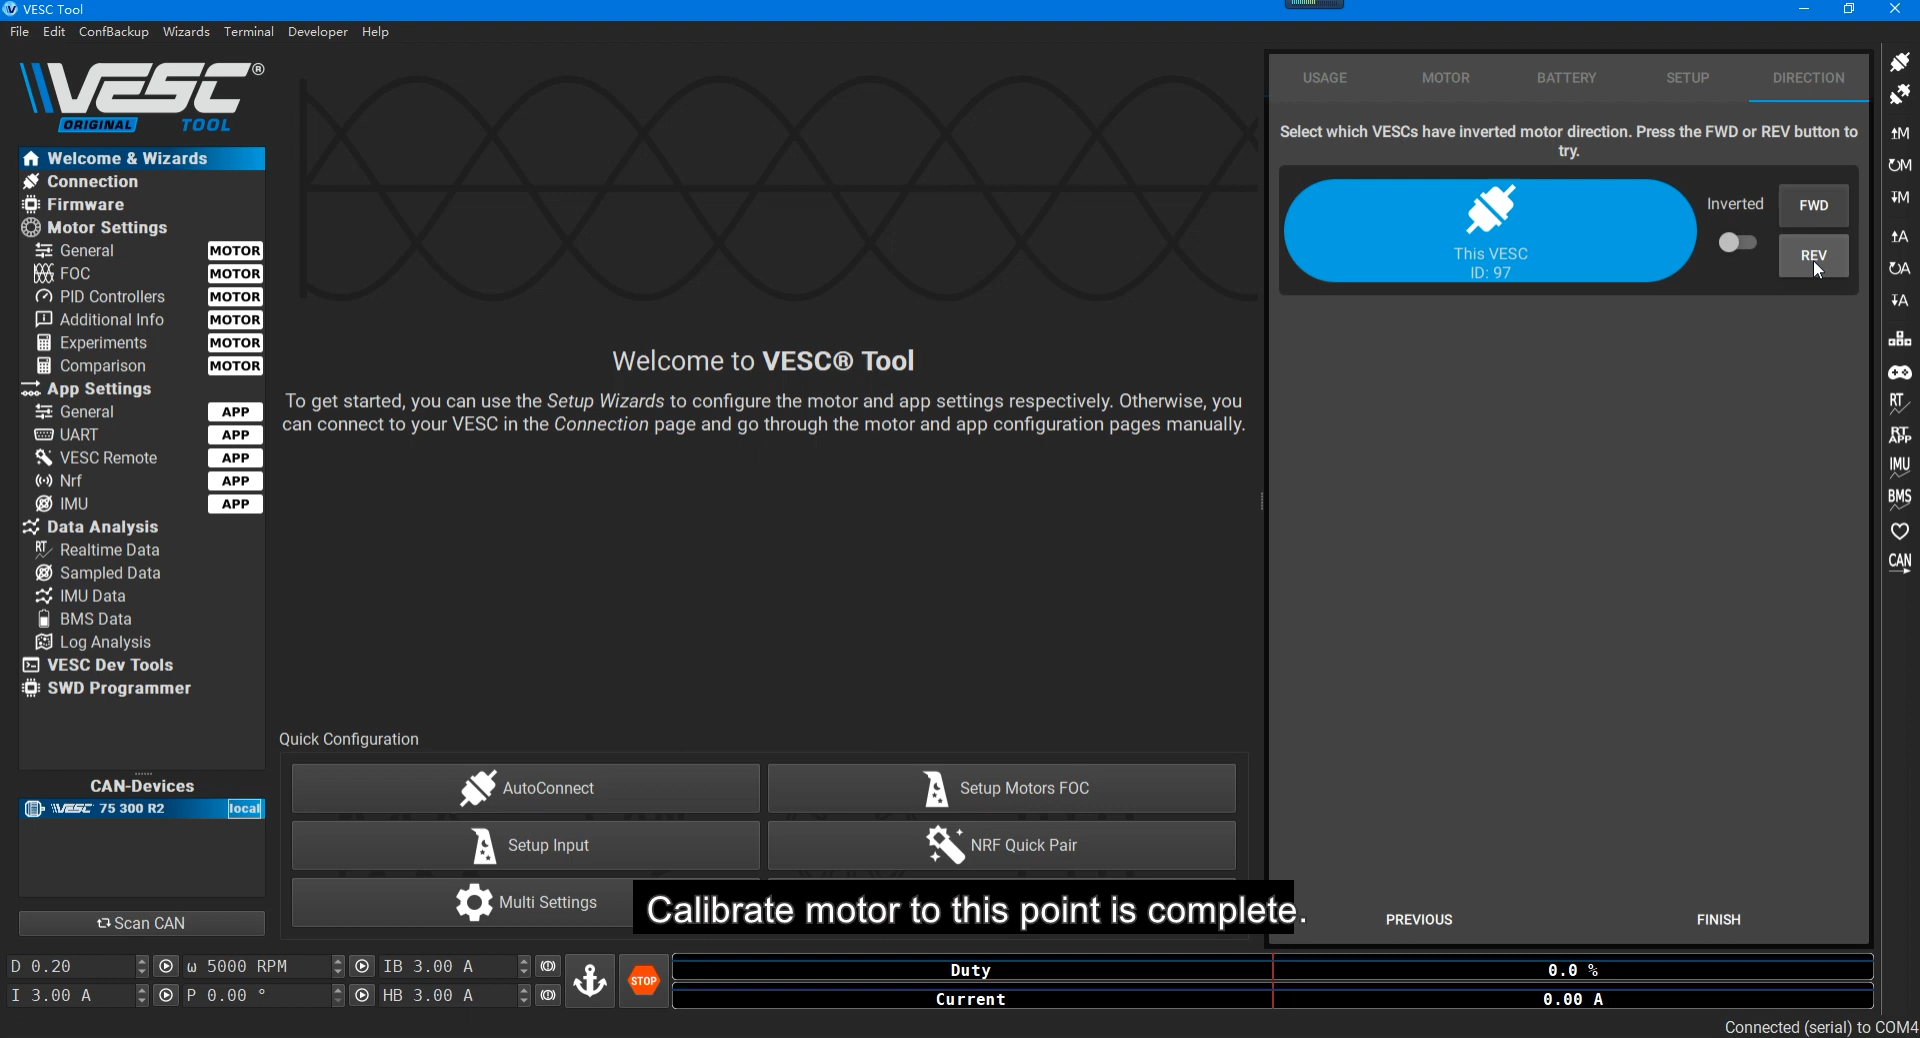 VESC Tool
File Edit ConfBackup Wizards Terminal Developer Help
VESC®
ORIGINAL TOOL
Welcome & Wizards
Connection
Firmware
Motor Settings
General MOTOR
FOC MOTOR
PID Controllers MOTOR
Additional Info MOTOR
Experiments MOTOR
Comparison MOTOR
App Settings
General APP
UART APP
VESC Remote APP
Nrf APP
IMU APP
Data Analysis
RT Realtime Data
Sampled Data
IMU Data
BMS Data
Log Analysis
VESC Dev Tools
SWD Programmer
CAN-Devices
VESC 75 300 R2 local
Scan CAN
Welcome to VESC® Tool
To get started, you can use the Setup Wizards to configure the motor and app settings respectively. Otherwise, you
can connect to your VESC in the Connection page and go through the motor and app configuration pages manually.
Quick Configuration
AutoConnect
Setup Motors FOC
Setup Input
NRF Quick Pair
Multi Settings
Calibrate motor to this point is complete.
USAGE MOTOR BATTERY SETUP DIRECTION
Select which VESCs have inverted motor direction. Press the FWD or REV button to
try.
This VESC
ID: 97
Inverted
FWD
REV
PREVIOUS
FINISH
M
M
M
A
A
A
RT
RT
APP
IMU
BMS
CAN
D 0.20 ω 5000 RPM IB 3.00 A
I 3.00 A P 0.00 ° HB 3.00 A
STOP
Duty 0.0 %
Current 0.00 A
Connected (serial) to COM4